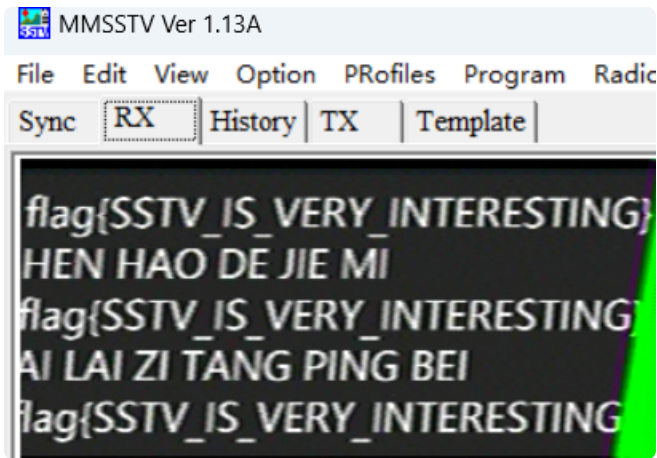 MMSSTV Ver 1.13A
File Edit View Option PRofiles Program Radio
Sync RX History TX Template
flag{SSTV_IS_VERY_INTERESTING}
HEN HAO DE JIE MI
flag{SSTV_IS_VERY_INTERESTING}
AI LAI ZI TANG PING BEI
flag{SSTV_IS_VERY_INTERESTING